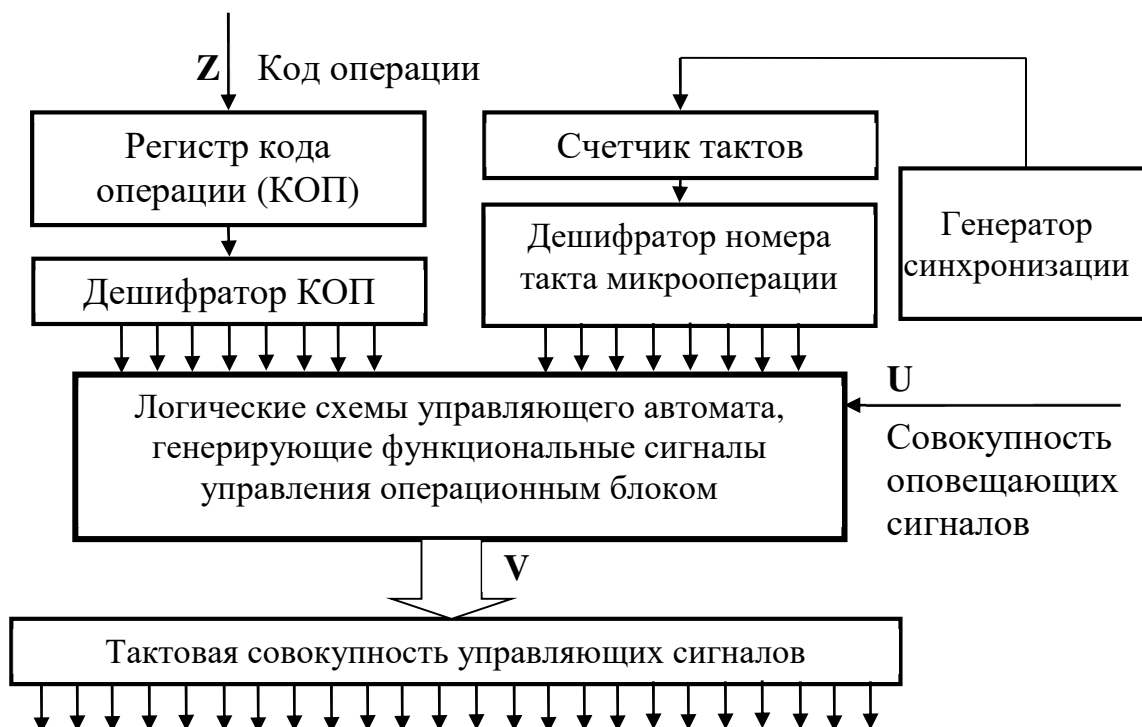 Z Код операции
Регистр кода
операции (КОП)
Дешифратор КОП
Счетчик тактов
Дешифратор номера
такта микрооперации
Генератор
синхронизации
Логические схемы управляющего автомата,
генерирующие функциональные сигналы
управления операционным блоком
U
Совокупность
оповещающих
сигналов
V
Тактовая совокупность управляющих сигналов